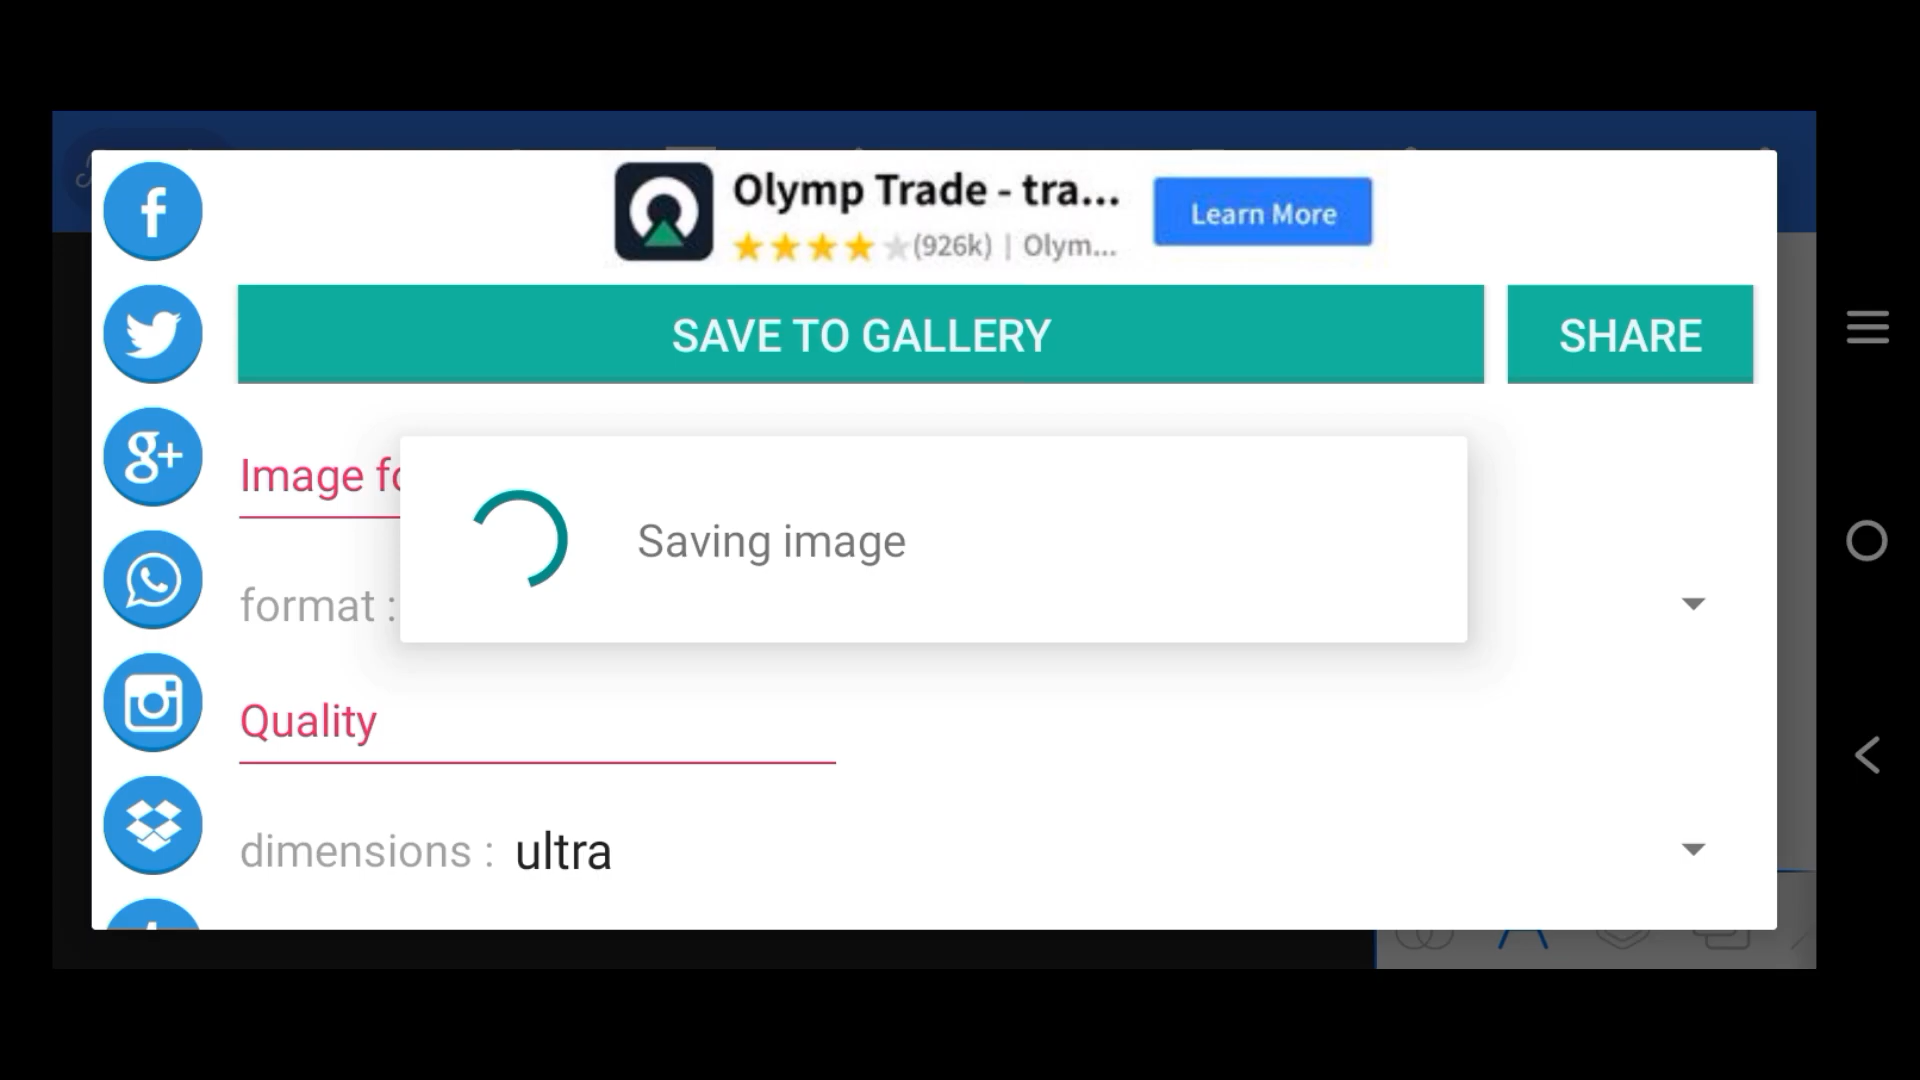 Olymp Trade - tra...
(926k) | Olym...
Learn More
SAVE TO GALLERY
SHARE
Image fo
Saving image
format :
Quality
dimensions : ultra